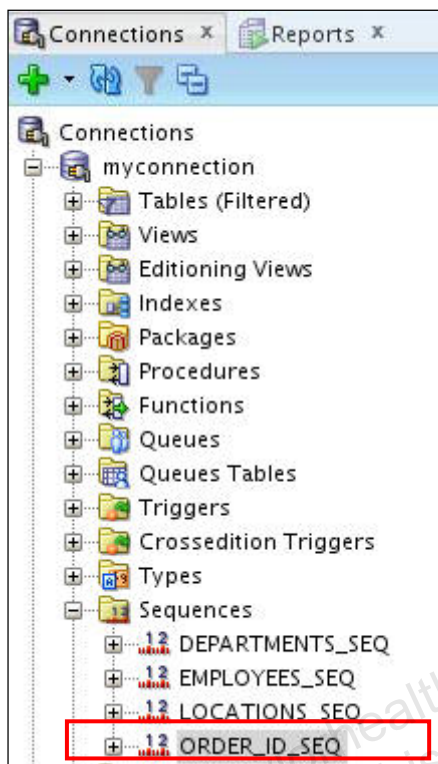 Connections x Reports x
Connections
myconnection
Tables (Filtered)
Views
Editioning Views
Indexes
Packages
Procedures
Functions
Queues
Queues Tables
Triggers
Crossedition Triggers
Types
Sequences
DEPARTMENTS_SEQ
EMPLOYEES_SEQ
LOCATIONS_SEQ
ORDER_ID_SEQ